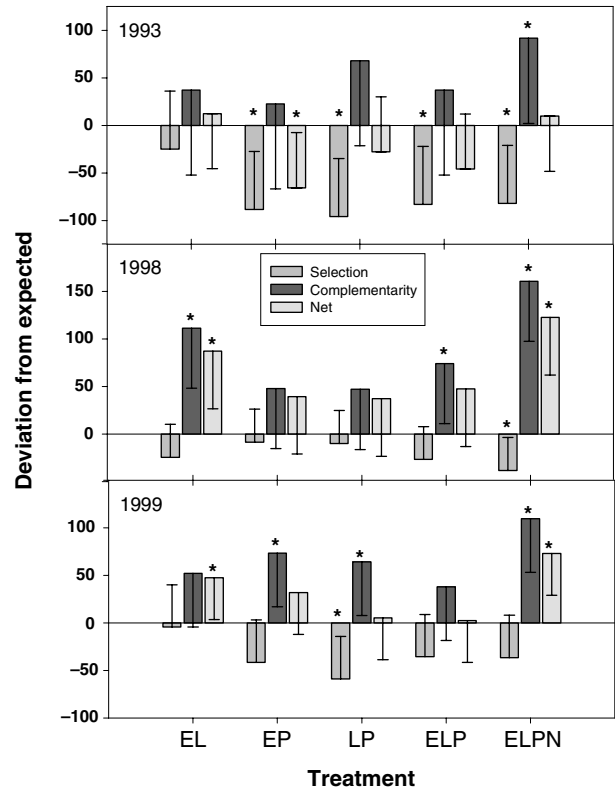 Deviation from expected
1993
100
50
0
−50
−100
* * * * * *
1998
Selection
Complementarity
Net
150
100
50
0
* * * * * *
1999
100
50
0
−50
−100
* * * * * *
EL EP LP ELP ELPN
Treatment